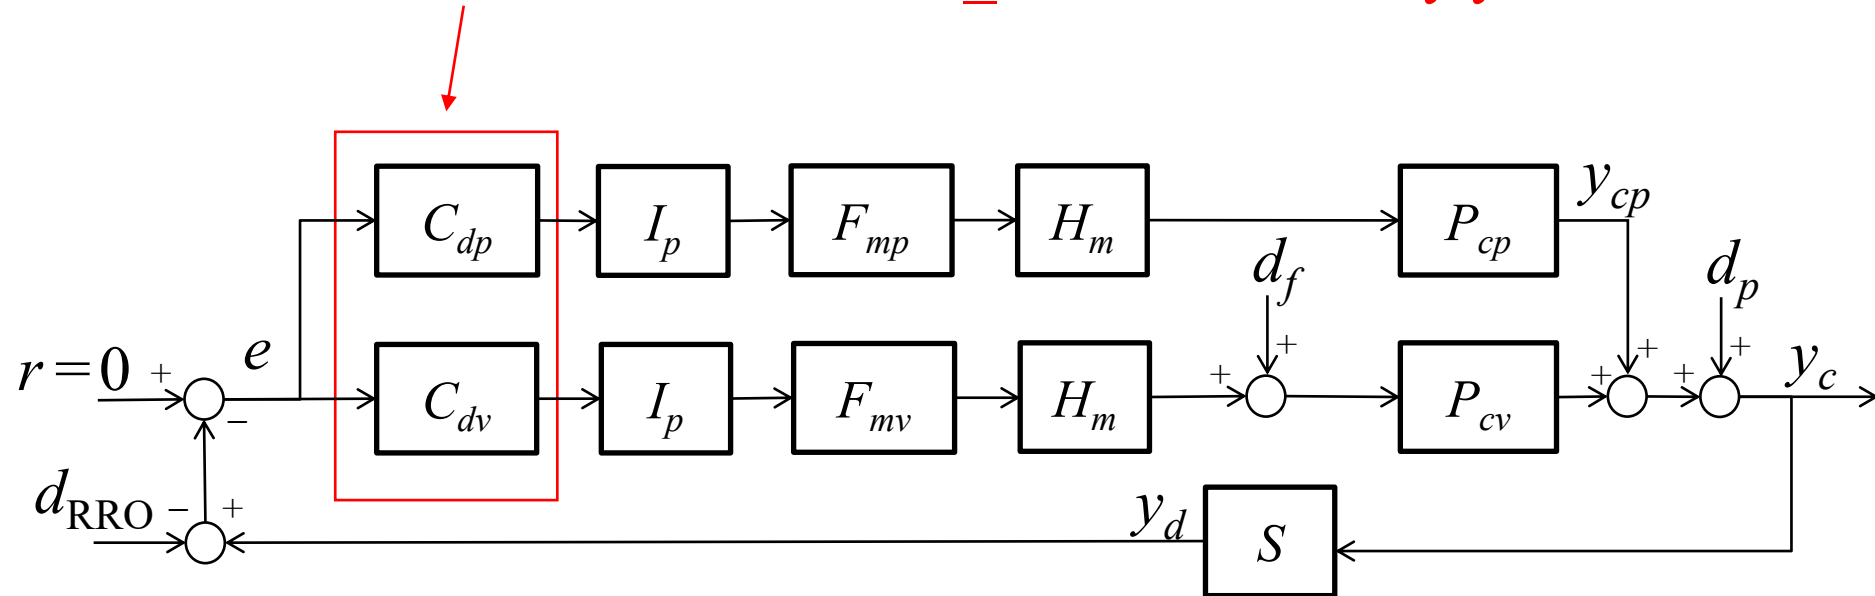 C_dp I_p F_mp H_m P_cp y_cp
d_f d_p
r=0 + e − C_dv I_p F_mv H_m + + P_cv + + + + y_c
d_RRO − + y_d S